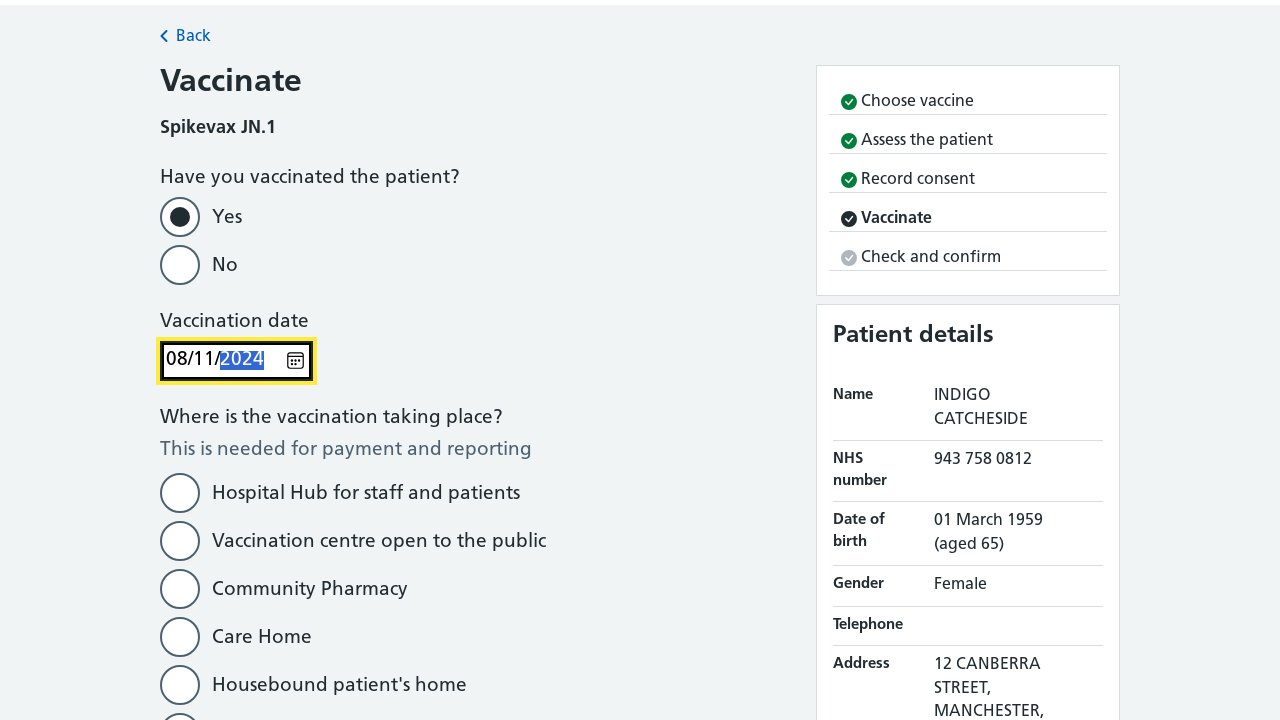 Back
Vaccinate
Spikevax JN.1
Have you vaccinated the patient?
Yes
No
Vaccination date
08/11/2024
Where is the vaccination taking place?
This is needed for payment and reporting
Hospital Hub for staff and patients
Vaccination centre open to the public
Community Pharmacy
Care Home
Housebound patient's home
Choose vaccine
Assess the patient
Record consent
Vaccinate
Check and confirm
Patient details
Name INDIGO
CATCHESIDE
NHS 943 758 0812
number
Date of 01 March 1959
birth (aged 65)
Gender Female
Telephone
Address 12 CANBERRA
STREET,
MANCHESTER,